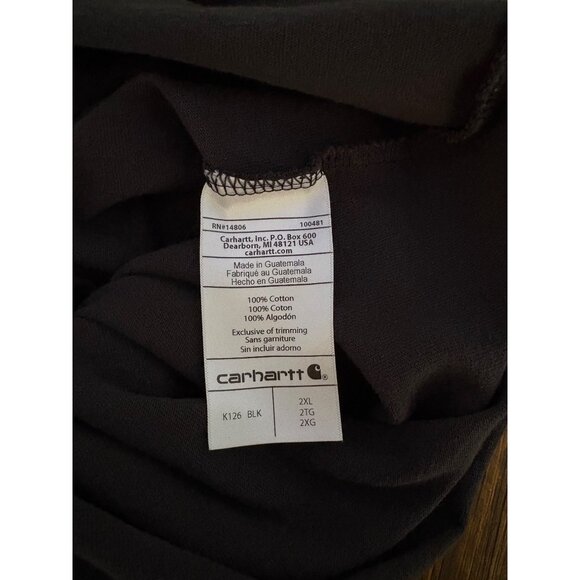 RN#14806 100481
Carhartt, Inc. P.O. Box 600
Dearborn, MI 48121 USA
carhartt.com
Made in Guatemala
Fabriqué au Guatemala
Hecho en Guatemala
100% Cotton
100% Coton
100% Algodón
Exclusive of trimming
Sans garniture
Sin incluir adorno
carhartt ®
K126 BLK
2XL
2TG
2XG